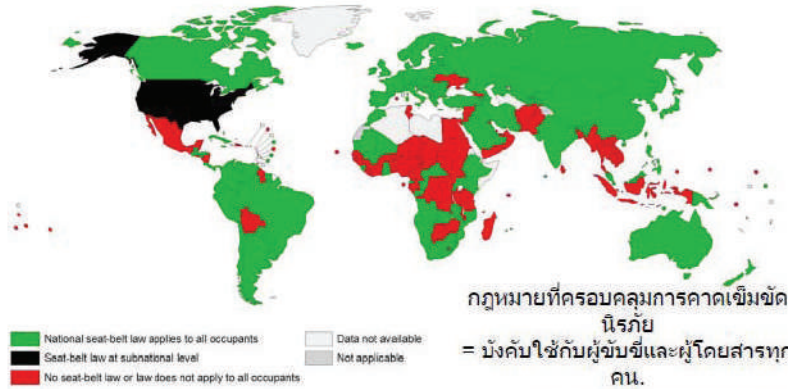 กฎหมายที่ครอบคลุมการคาดเข็มขัด
นิรภัย
= บังคับใช้กับผู้ขับขี่และผู้โดยสารทุก
คน.
National seat-belt law applies to all occupants
Seat-belt law at subnational level
No seat-belt law or law does not apply to all occupants
Data not available
Not applicable